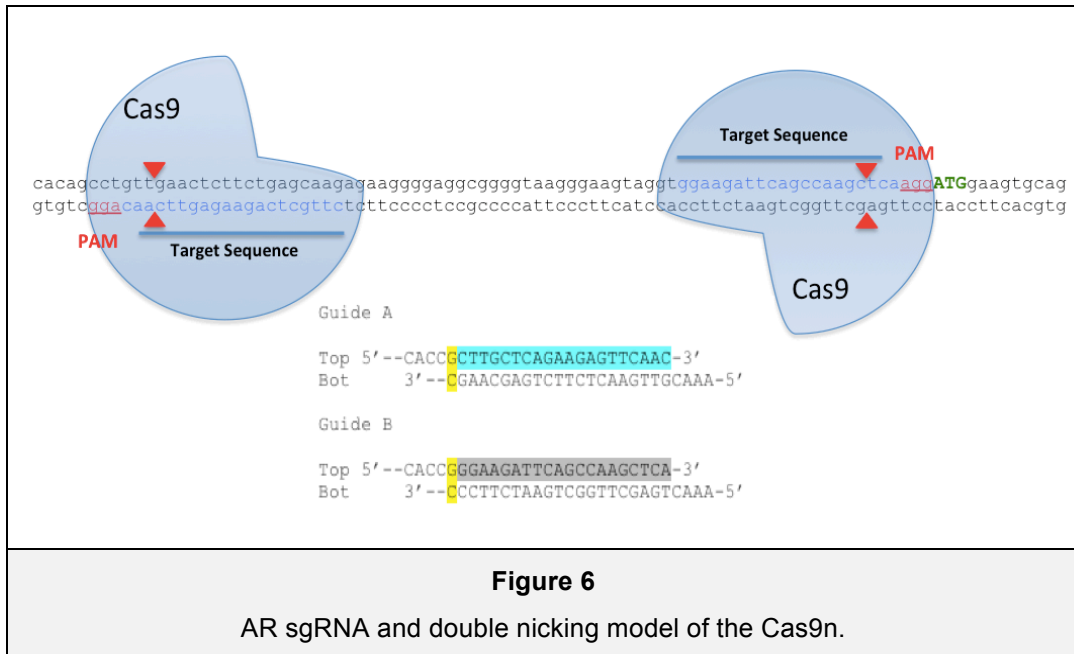 Cas9
Target Sequence
PAM
cacagcctgttgaactcttctgagcaagagaaggggaggcggggtaagggaagtaggtggaagattcagccaagctcaaggATGgaagtgcag
gtgtcggacaacttgagaagactcgttctcttcccctccgccccattcccttcatccaccttctaagtcggttcgagttcctaccttcacgtg
PAM
Target Sequence
Cas9
Guide A
Top 5'--CACCGCTTGCTCAGAAGAGTTCAAC-3'
Bot 3'--CGAACGAGTCTTCTCAAGTTGCAAA-5'
Guide B
Top 5'--CACCGGGAAGATTCAGCCAAGCTCA-3'
Bot 3'--CCCTTCTAAGTCGGTTCGAGTCAAA-5'
Figure 6
AR sgRNA and double nicking model of the Cas9n.